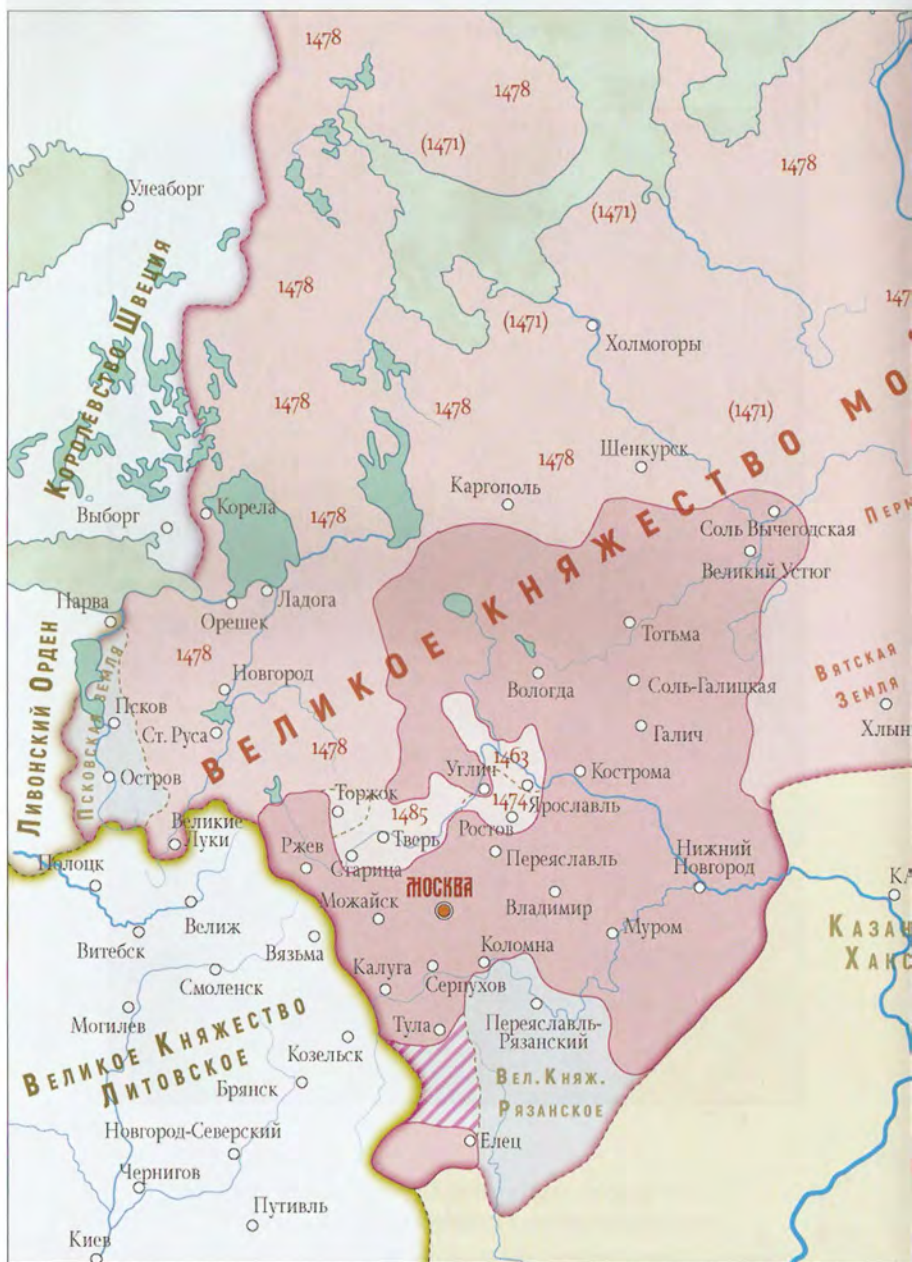 1478
1478
(1471)
1478
Улеаборг
(1471)
Королевство Швеция
1478
(1471)
Холмогоры
1478
1478
(1471)
1478
Шенкурск
Каргополь
Корела
Выборг
1478
Соль Вычегодская
Великий Устюг
Нарва
Орешек
Ладога
Тотьма
Ливонский Орден
Псковская земля
1478
Новгород
Вологда
Соль-Галицкая
Вятская
Земля
Псков
Ст. Руса
Великое Княжество
Галич
1478
1463
Остров
Углич
Кострома
Торжок
1474
Ярославль
1485
Ростов
Великие
Луки
Тверь
Ржев
Старица
Переяславль
Нижний
Новгород
Полоцк
Москва
Можайск
Владимир
Велиж
Муром
Витебск
Вязьма
Коломна
Смоленск
Калуга
Серпухов
Могилев
Тула
Переяславль-
Рязанский
Великое Княжество
Литовское
Козельск
Брянск
Вел. Княж.
Рязанское
Новгород-Северский
Елец
Чернигов
Путивль
Киев